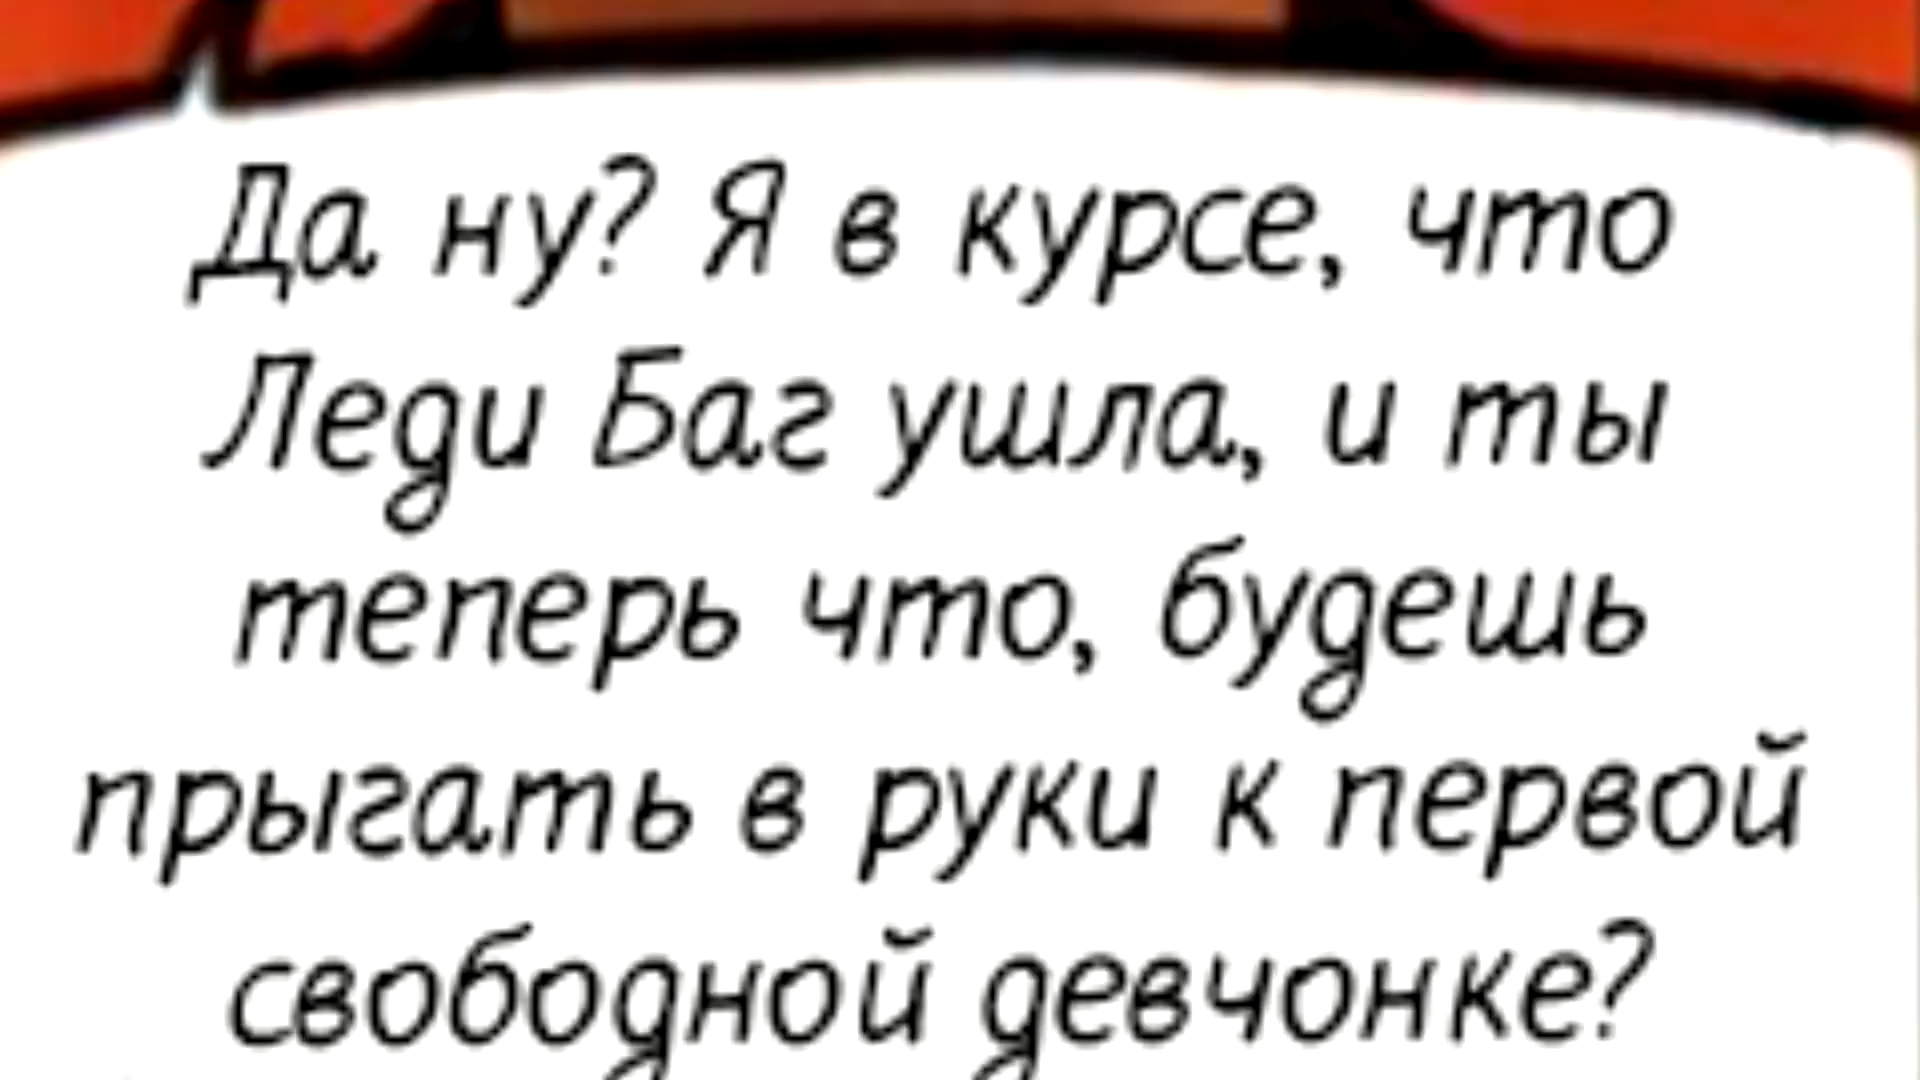 Да ну? Я в курсе, что
Леди Баг ушла, и ты
теперь что, будешь
прыгать в руки к первой
свободной девчонке?